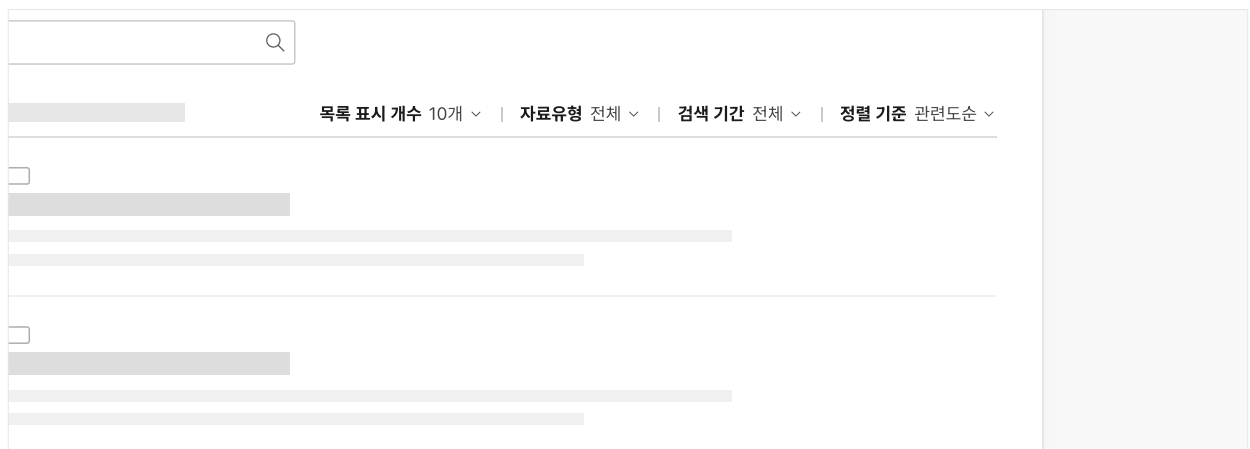 목록 표시 개수 10개 | 자료유형 전체 | 검색 기간 전체 | 정렬 기준 관련도순